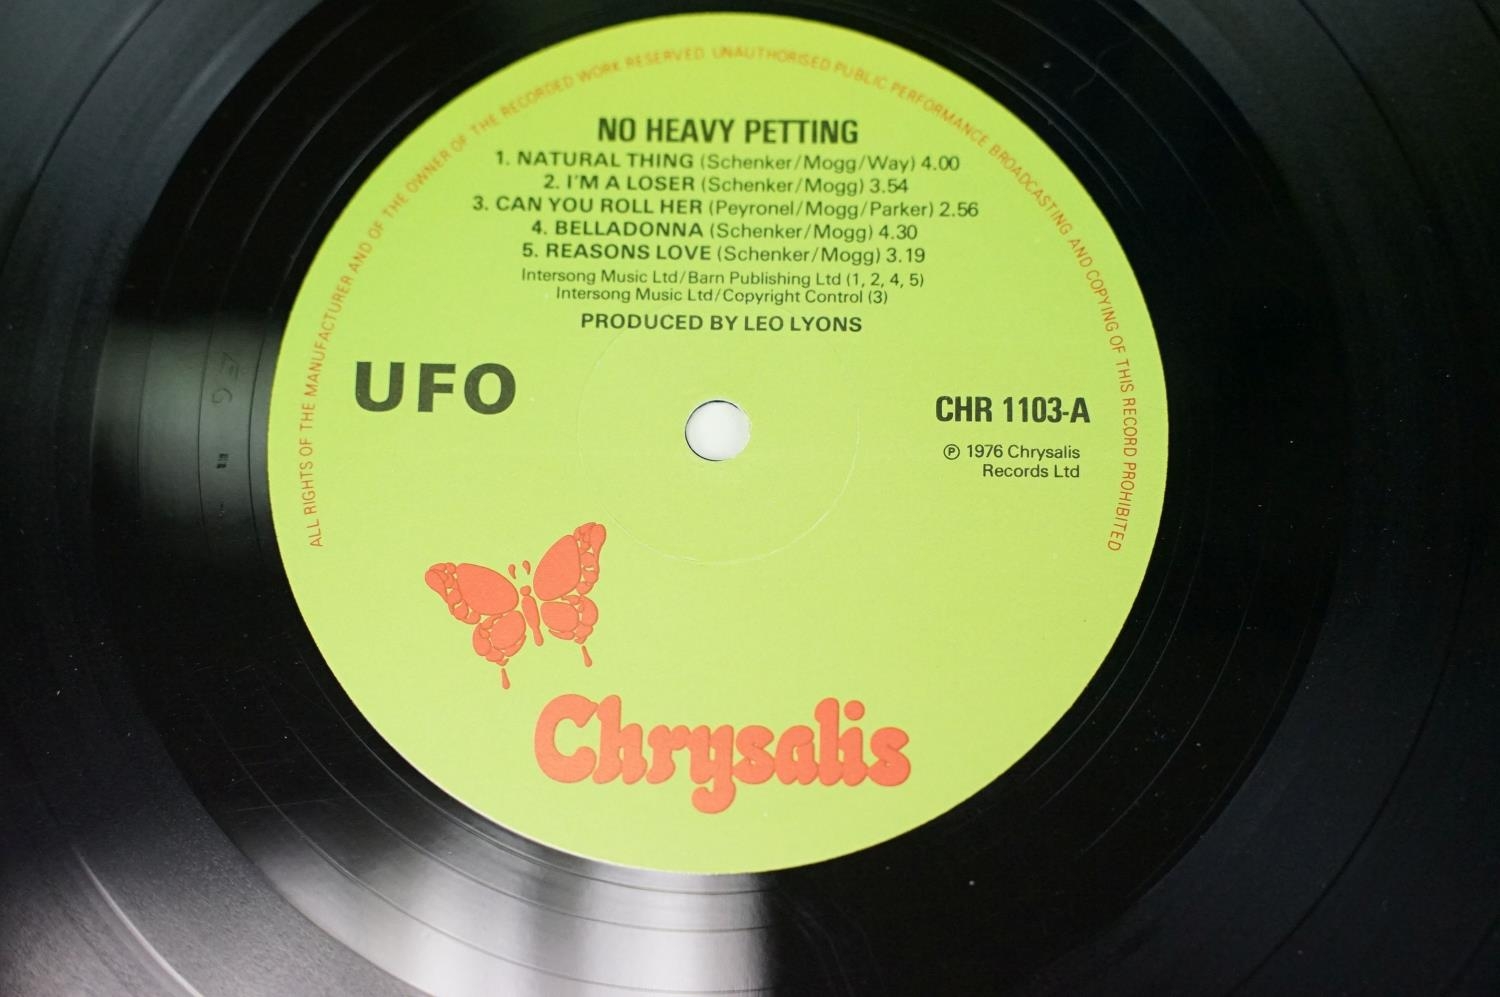 ALL RIGHTS OF THE MANUFACTURER AND OF THE OWNER OF THE RECORDED WORK RESERVED. UNAUTHORISED PUBLIC PERFORMANCE BROADCASTING AND COPYING OF THIS RECORD PROHIBITED
NO HEAVY PETTING
1. NATURAL THING (Schenker/Mogg/Way) 4.00
2. I'M A LOSER (Schenker/Mogg) 3.54
3. CAN YOU ROLL HER (Peyronel/Mogg/Parker) 2.56
4. BELLADONNA (Schenker/Mogg) 4.30
5. REASONS LOVE (Schenker/Mogg) 3.19
Intersong Music Ltd/Barn Publishing Ltd (1, 2, 4, 5)
Intersong Music Ltd/Copyright Control (3)
PRODUCED BY LEO LYONS
UFO
CHR 1103-A
℗ 1976 Chrysalis
Records Ltd
Chrysalis